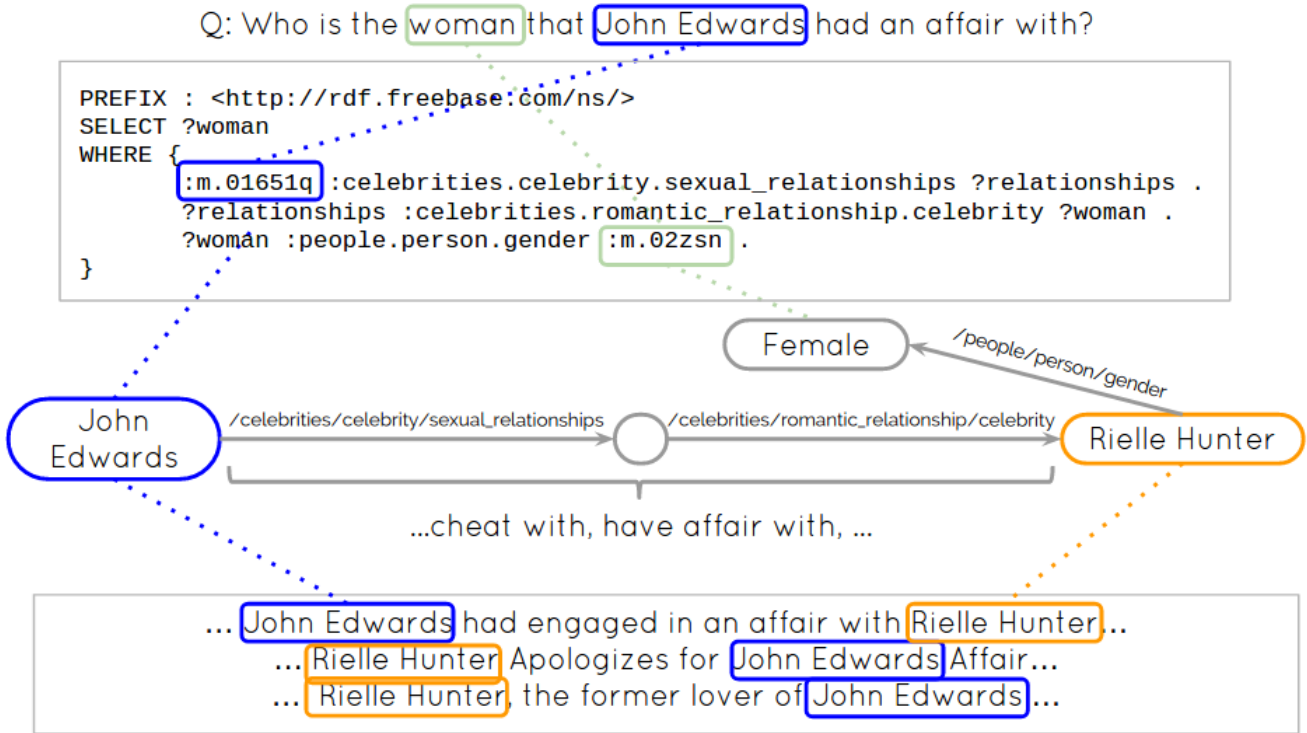 Q: Who is the woman that John Edwards had an affair with?
PREFIX : <http://rdf.freebase.com/ns/>
SELECT ?woman
WHERE {
:m.01651q :celebrities.celebrity.sexual_relationships ?relationships .
?relationships :celebrities.romantic_relationship.celebrity ?woman .
?woman :people.person.gender :m.02zsn .
}
Female
/people/person/gender
John
Edwards
/celebrities/celebrity/sexual_relationships
/celebrities/romantic_relationship/celebrity
Rielle Hunter
...cheat with, have affair with, ...
... John Edwards had engaged in an affair with Rielle Hunter...
... Rielle Hunter Apologizes for John Edwards Affair...
... Rielle Hunter, the former lover of John Edwards ...